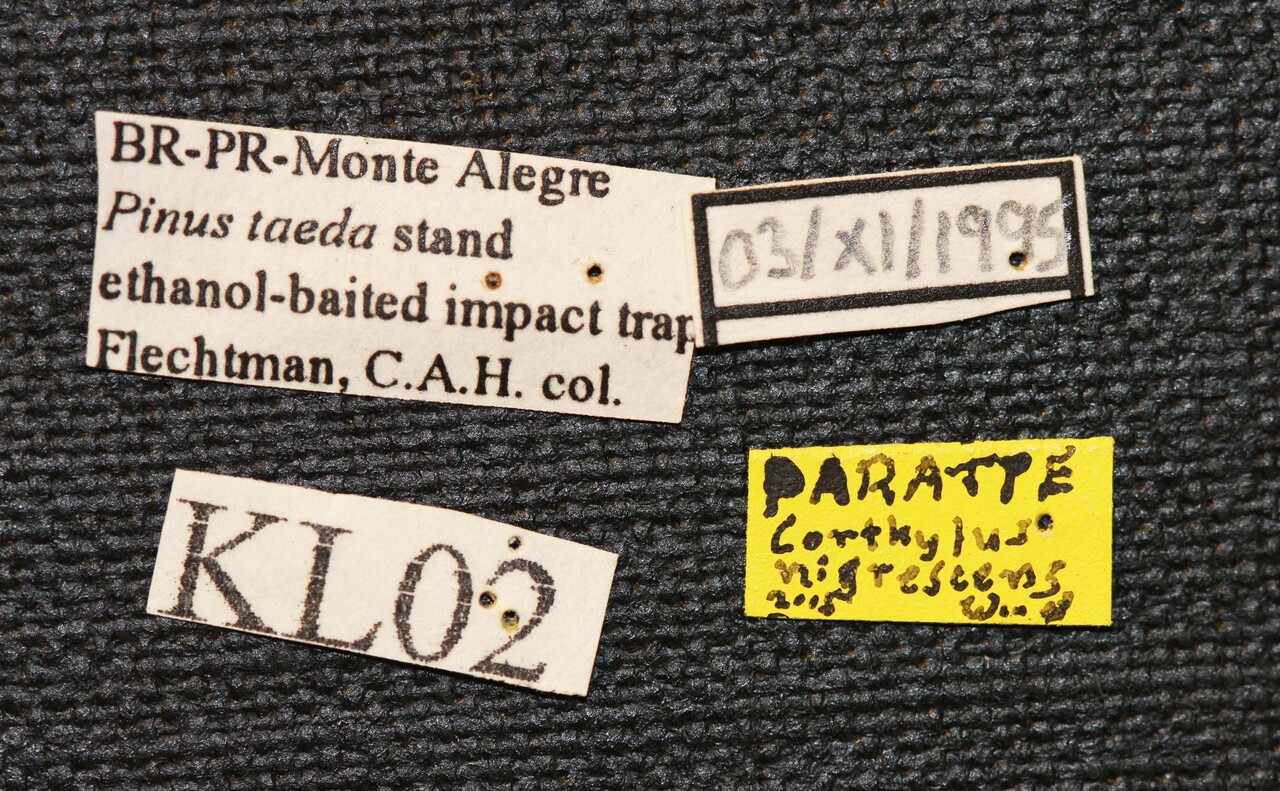 BR-PR-Monte Alegre
Pinus taeda stand
ethanol-baited impact trap
Flechtman, C.A.H. col.
03/XI/1995
KL02
PARATYPE
Corthylus
nigrescens
Wood